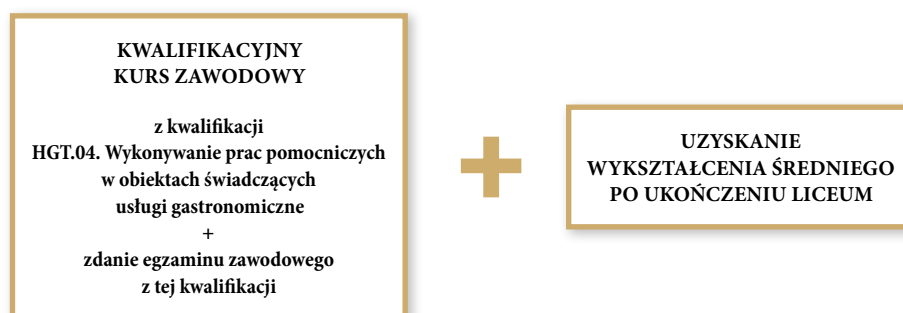 KWALIFIKACYJNY
KURS ZAWODOWY
z kwalifikacji
HGT.04. Wykonywanie prac pomocniczych
w obiektach świadczących
usługi gastronomiczne
+
zdanie egzaminu zawodowego
z tej kwalifikacji
+
UZYSKANIE
WYKSZTAŁCENIA ŚREDNIEGO
PO UKOŃCZENIU LICEUM